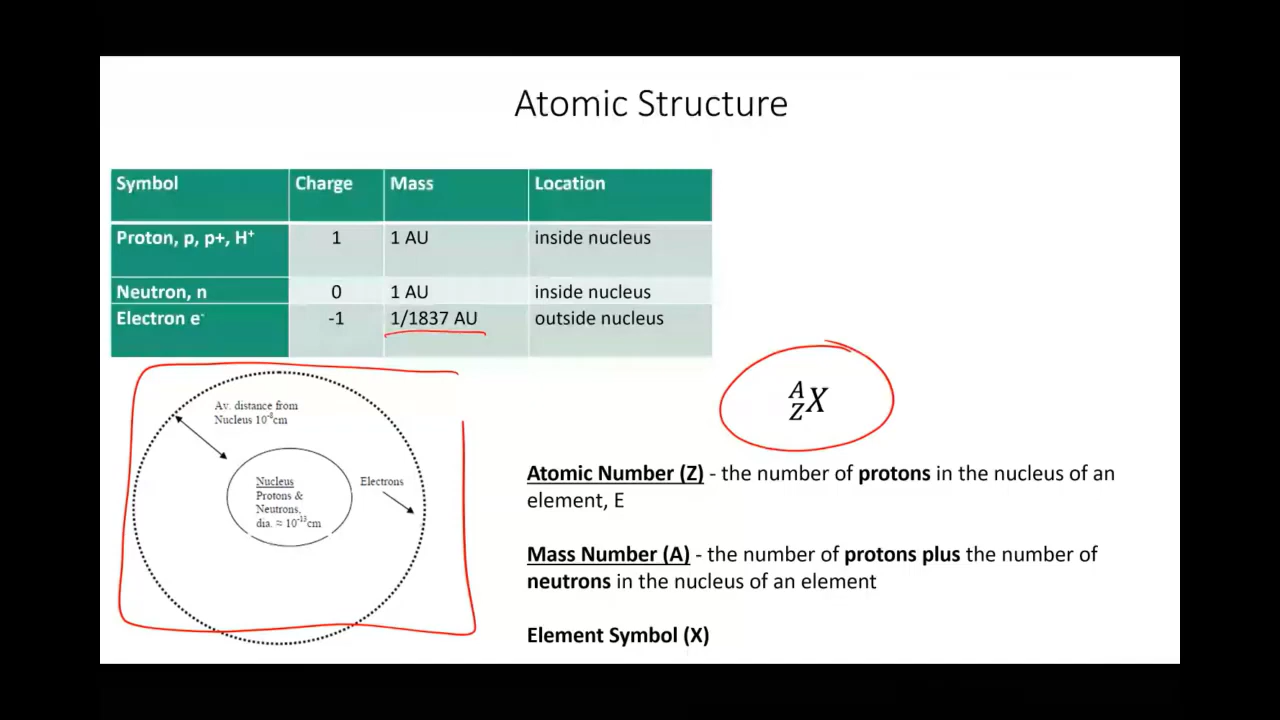 Atomic Structure
Symbol Charge Mass Location
Proton, p, p+, H⁺ 1 1 AU inside nucleus
Neutron, n 0 1 AU inside nucleus
Electron e⁻ -1 1/1837 AU outside nucleus
Av. distance from
Nucleus 10⁻⁸cm
Nucleus
Protons &
Neutrons,
dia. ≈ 10⁻¹³cm
Electrons
A
Z X
Atomic Number (Z) - the number of protons in the nucleus of an
element, E
Mass Number (A) - the number of protons plus the number of
neutrons in the nucleus of an element
Element Symbol (X)